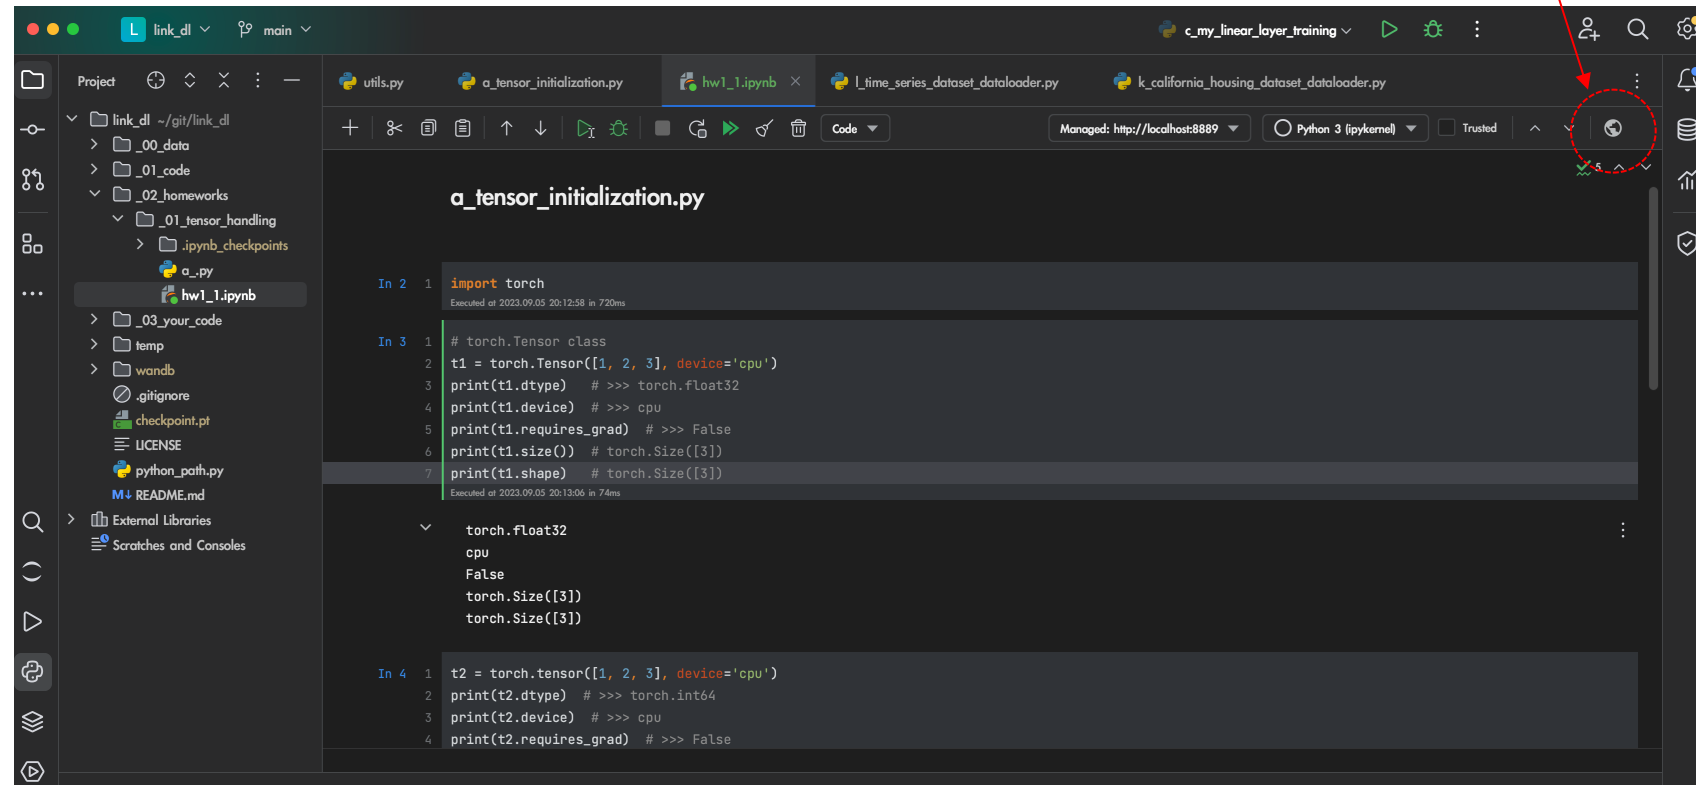 L link_dl main c_my_linear_layer_training
Project utils.py a_tensor_initialization.py hw1_1.ipynb l_time_series_dataset_dataloader.py k_california_housing_dataset_dataloader.py
Code Managed: http://localhost:8889 Python 3 (ipykernel) Trusted
5
link_dl ~/git/link_dl
_00_data
_01_code
_02_homeworks
_01_tensor_handling
.ipynb_checkpoints
a_.py
hw1_1.ipynb
_03_your_code
temp
wandb
.gitignore
checkpoint.pt
LICENSE
python_path.py
M↓ README.md
External Libraries
Scratches and Consoles
a_tensor_initialization.py
In 2 1 import torch
Executed at 2023.09.05 20:12:58 in 720ms
In 3 1 # torch.Tensor class
2 t1 = torch.Tensor([1, 2, 3], device='cpu')
3 print(t1.dtype) # >>> torch.float32
4 print(t1.device) # >>> cpu
5 print(t1.requires_grad) # >>> False
6 print(t1.size()) # torch.Size([3])
7 print(t1.shape) # torch.Size([3])
Executed at 2023.09.05 20:13:06 in 74ms
torch.float32
cpu
False
torch.Size([3])
torch.Size([3])
In 4 1 t2 = torch.tensor([1, 2, 3], device='cpu')
2 print(t2.dtype) # >>> torch.int64
3 print(t2.device) # >>> cpu
4 print(t2.requires_grad) # >>> False